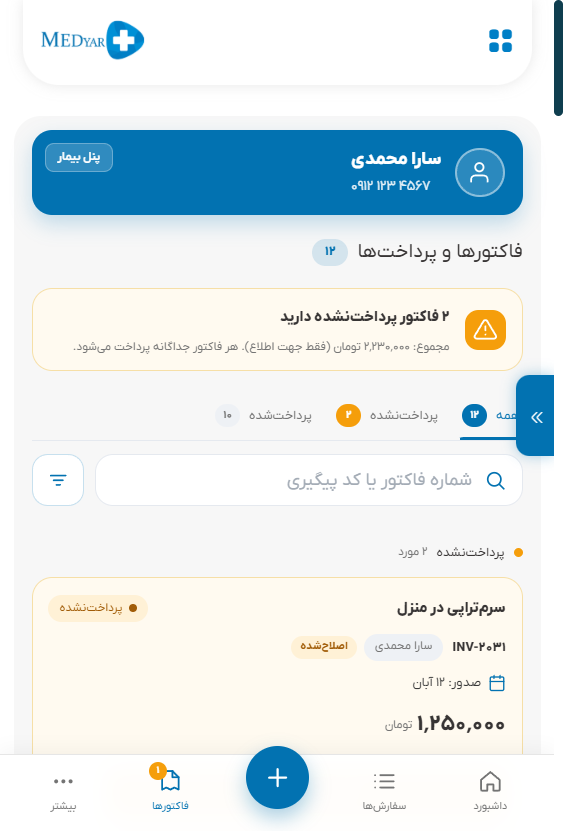 MEDYAR
سارا محمدی
۰۹۱۲ ۱۲۳ ۴۵۶۷
پنل بیمار
فاکتورها و پرداخت‌ها ۱۲
۲ فاکتور پرداخت‌نشده دارید
مجموع: ۲,۲۳۰,۰۰۰ تومان (فقط جهت اطلاع). هر فاکتور جداگانه پرداخت می‌شود.
همه ۱۲ پرداخت‌نشده ۲ پرداخت‌شده ۱۰
شماره فاکتور یا کد پیگیری
پرداخت‌نشده ۲ مورد
سرم‌تراپی در منزل پرداخت‌نشده
INV-۲۰۳۱ سارا محمدی اصلاح‌شده
صدور: ۱۲ آبان
۱,۲۵۰,۰۰۰ تومان
داشبورد سفارش‌ها فاکتورها ۱ بیشتر